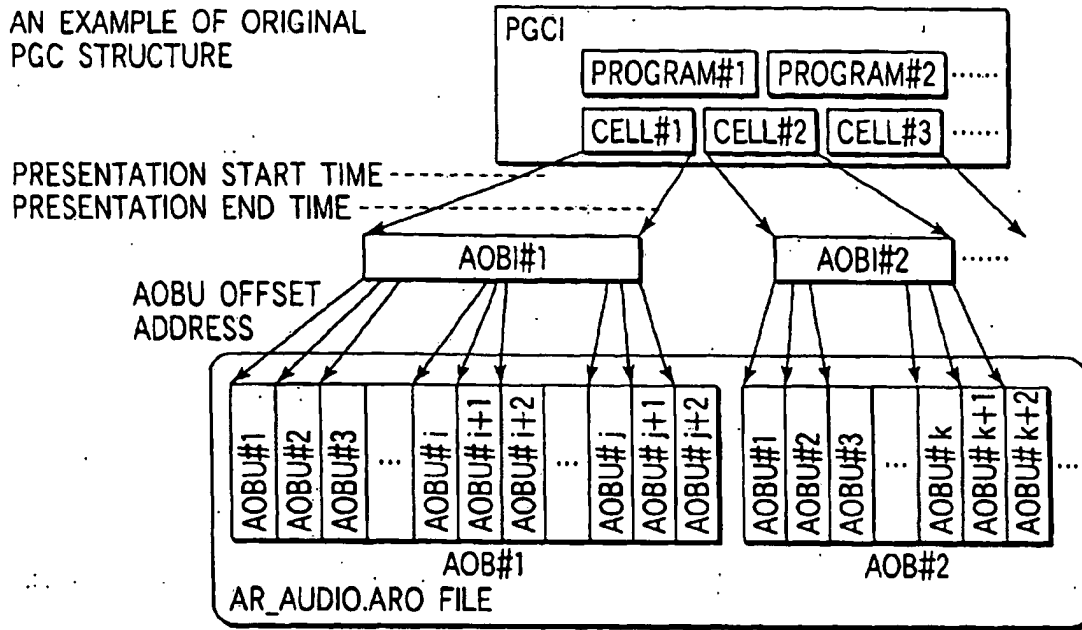 AN EXAMPLE OF ORIGINAL
PGC STRUCTURE
PGCI
PROGRAM#1 PROGRAM#2 ......
CELL#1 CELL#2 CELL#3 ......
PRESENTATION START TIME
PRESENTATION END TIME
AOBI#1 AOBI#2 ......
AOBU OFFSET
ADDRESS
AOBU#1 AOBU#2 AOBU#3 ... AOBU#i AOBU#i+1 AOBU#i+2 ... AOBU#j AOBU#j+1 AOBU#j+2 AOBU#1 AOBU#2 AOBU#3 ... AOBU#k AOBU#k+1 AOBU#k+2 ...
AOB#1 AOB#2
AR_AUDIO.ARO FILE